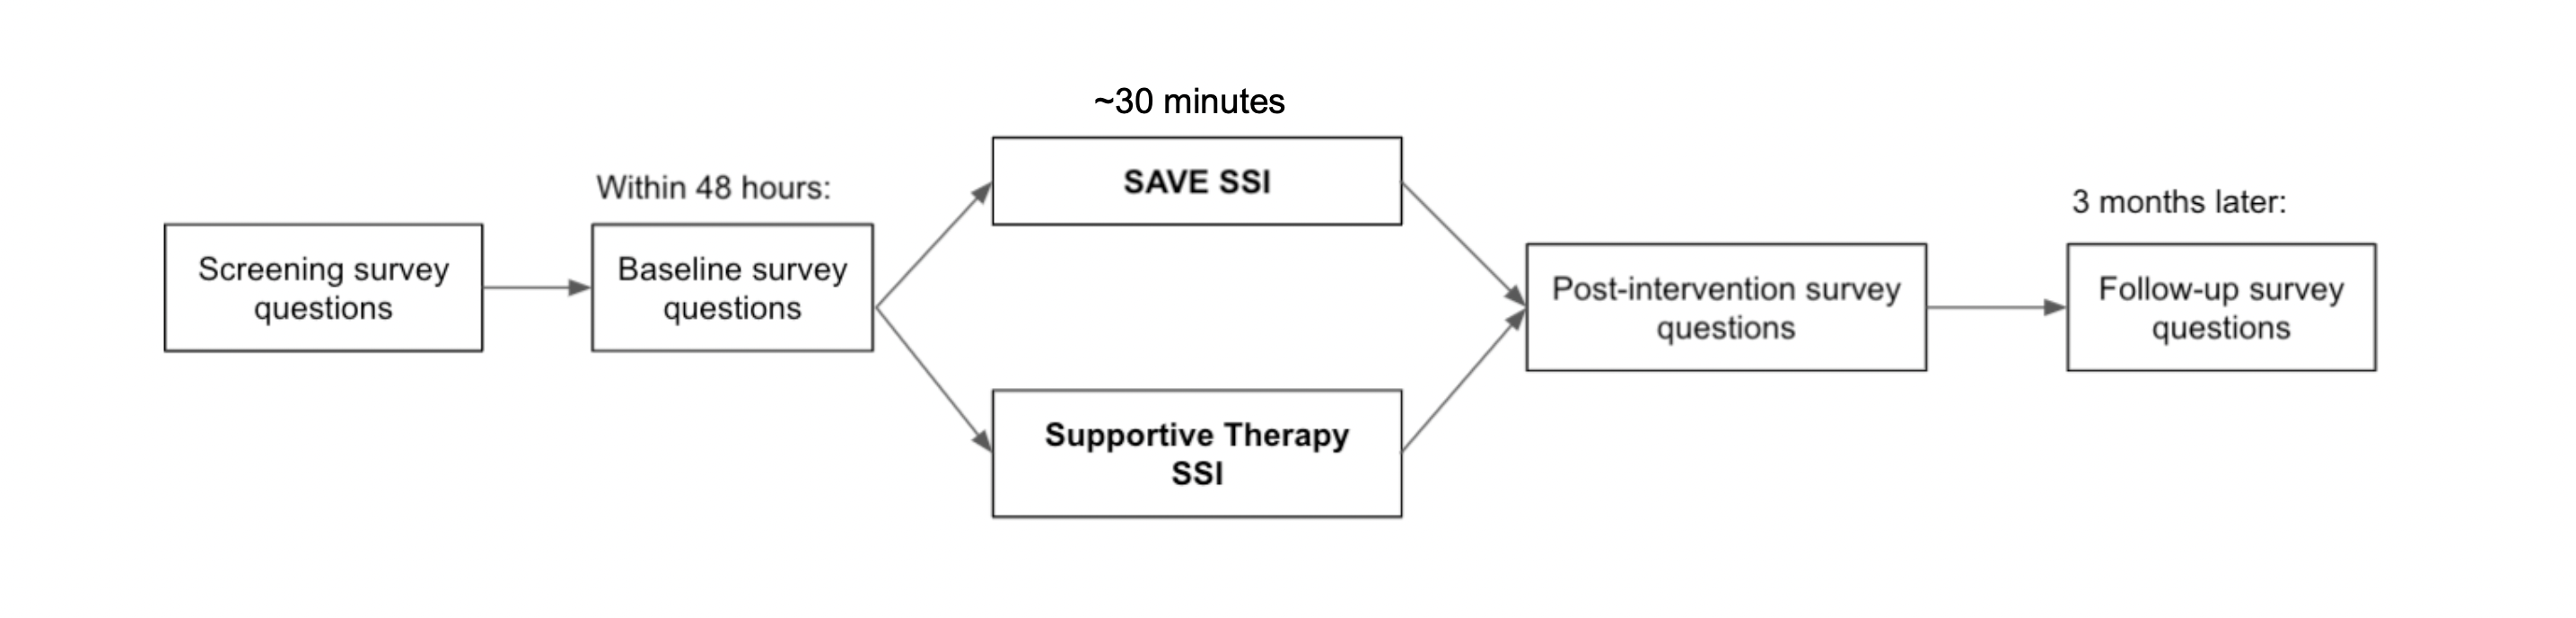 Screening survey
questions
Within 48 hours:
Baseline survey
questions
~30 minutes
SAVE SSI
Supportive Therapy
SSI
Post-intervention survey
questions
3 months later:
Follow-up survey
questions